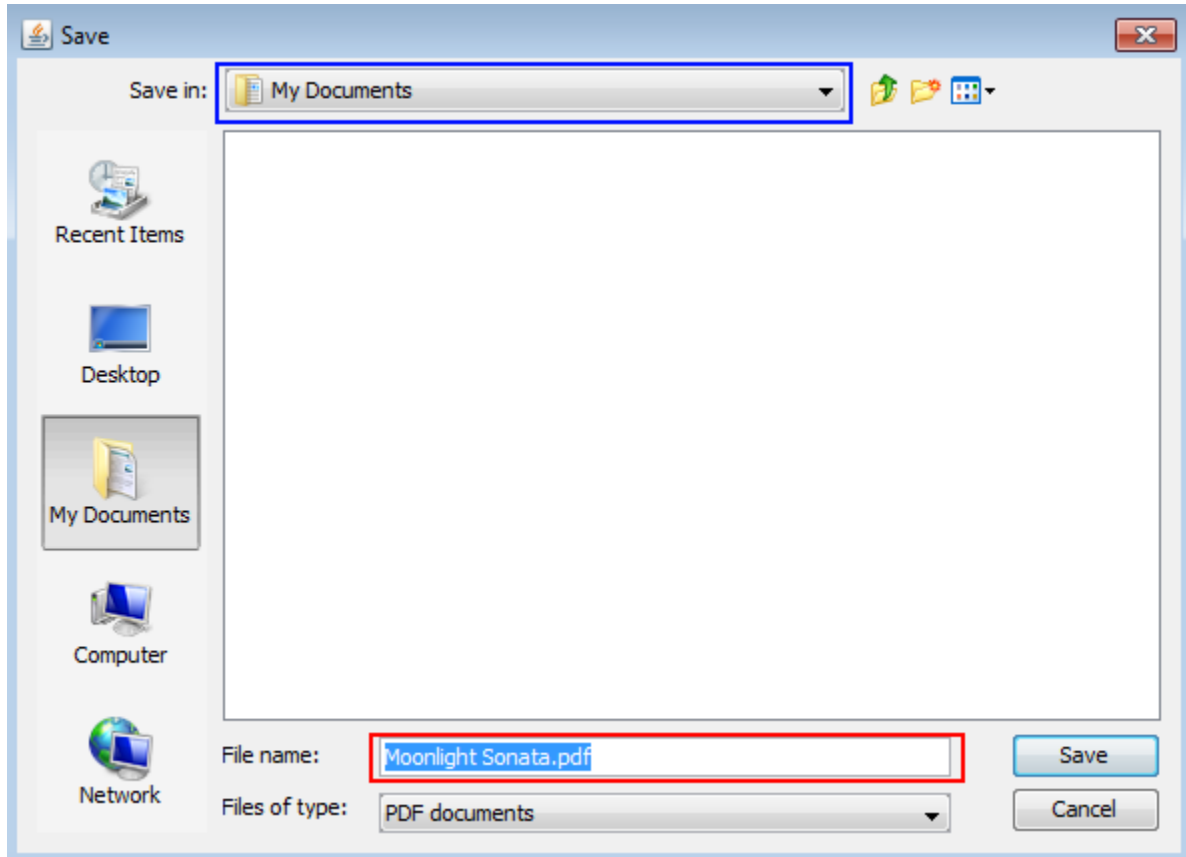 Save
Save in: My Documents
Recent Items
Desktop
My Documents
Computer
Network
File name: Moonlight Sonata.pdf Save
Files of type: PDF documents Cancel